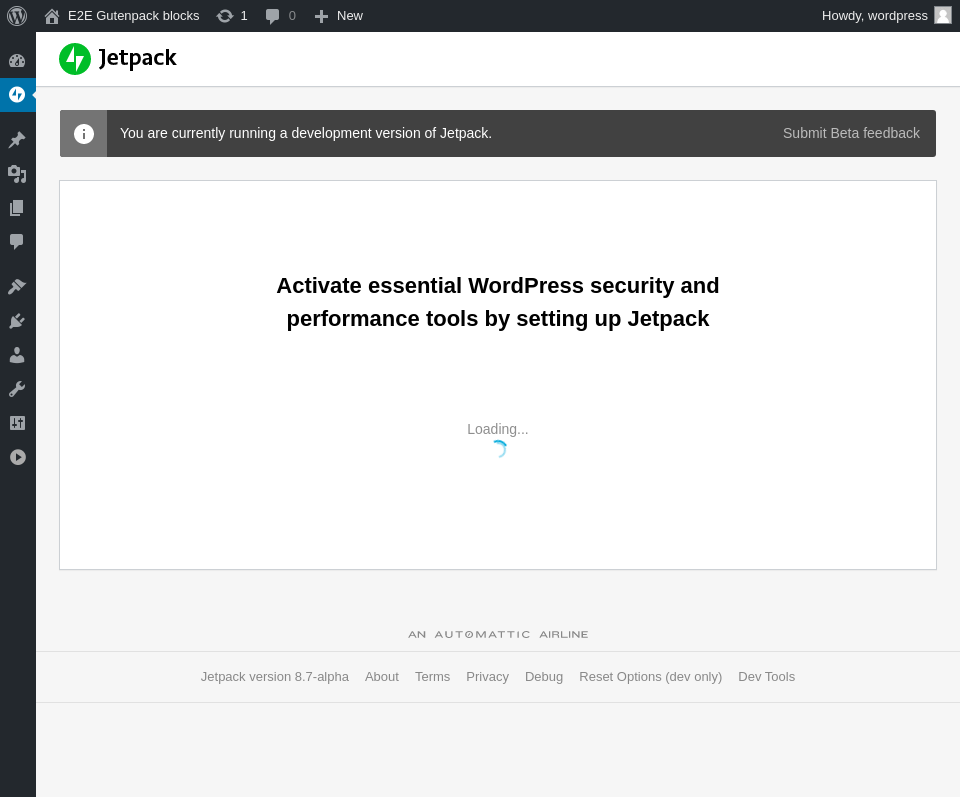 E2E Gutenpack blocks 1 0 New Howdy, wordpress
Jetpack
You are currently running a development version of Jetpack. Submit Beta feedback
Activate essential WordPress security and
performance tools by setting up Jetpack
Loading...
AN AUTOMATTIC AIRLINE
Jetpack version 8.7-alpha About Terms Privacy Debug Reset Options (dev only) Dev Tools